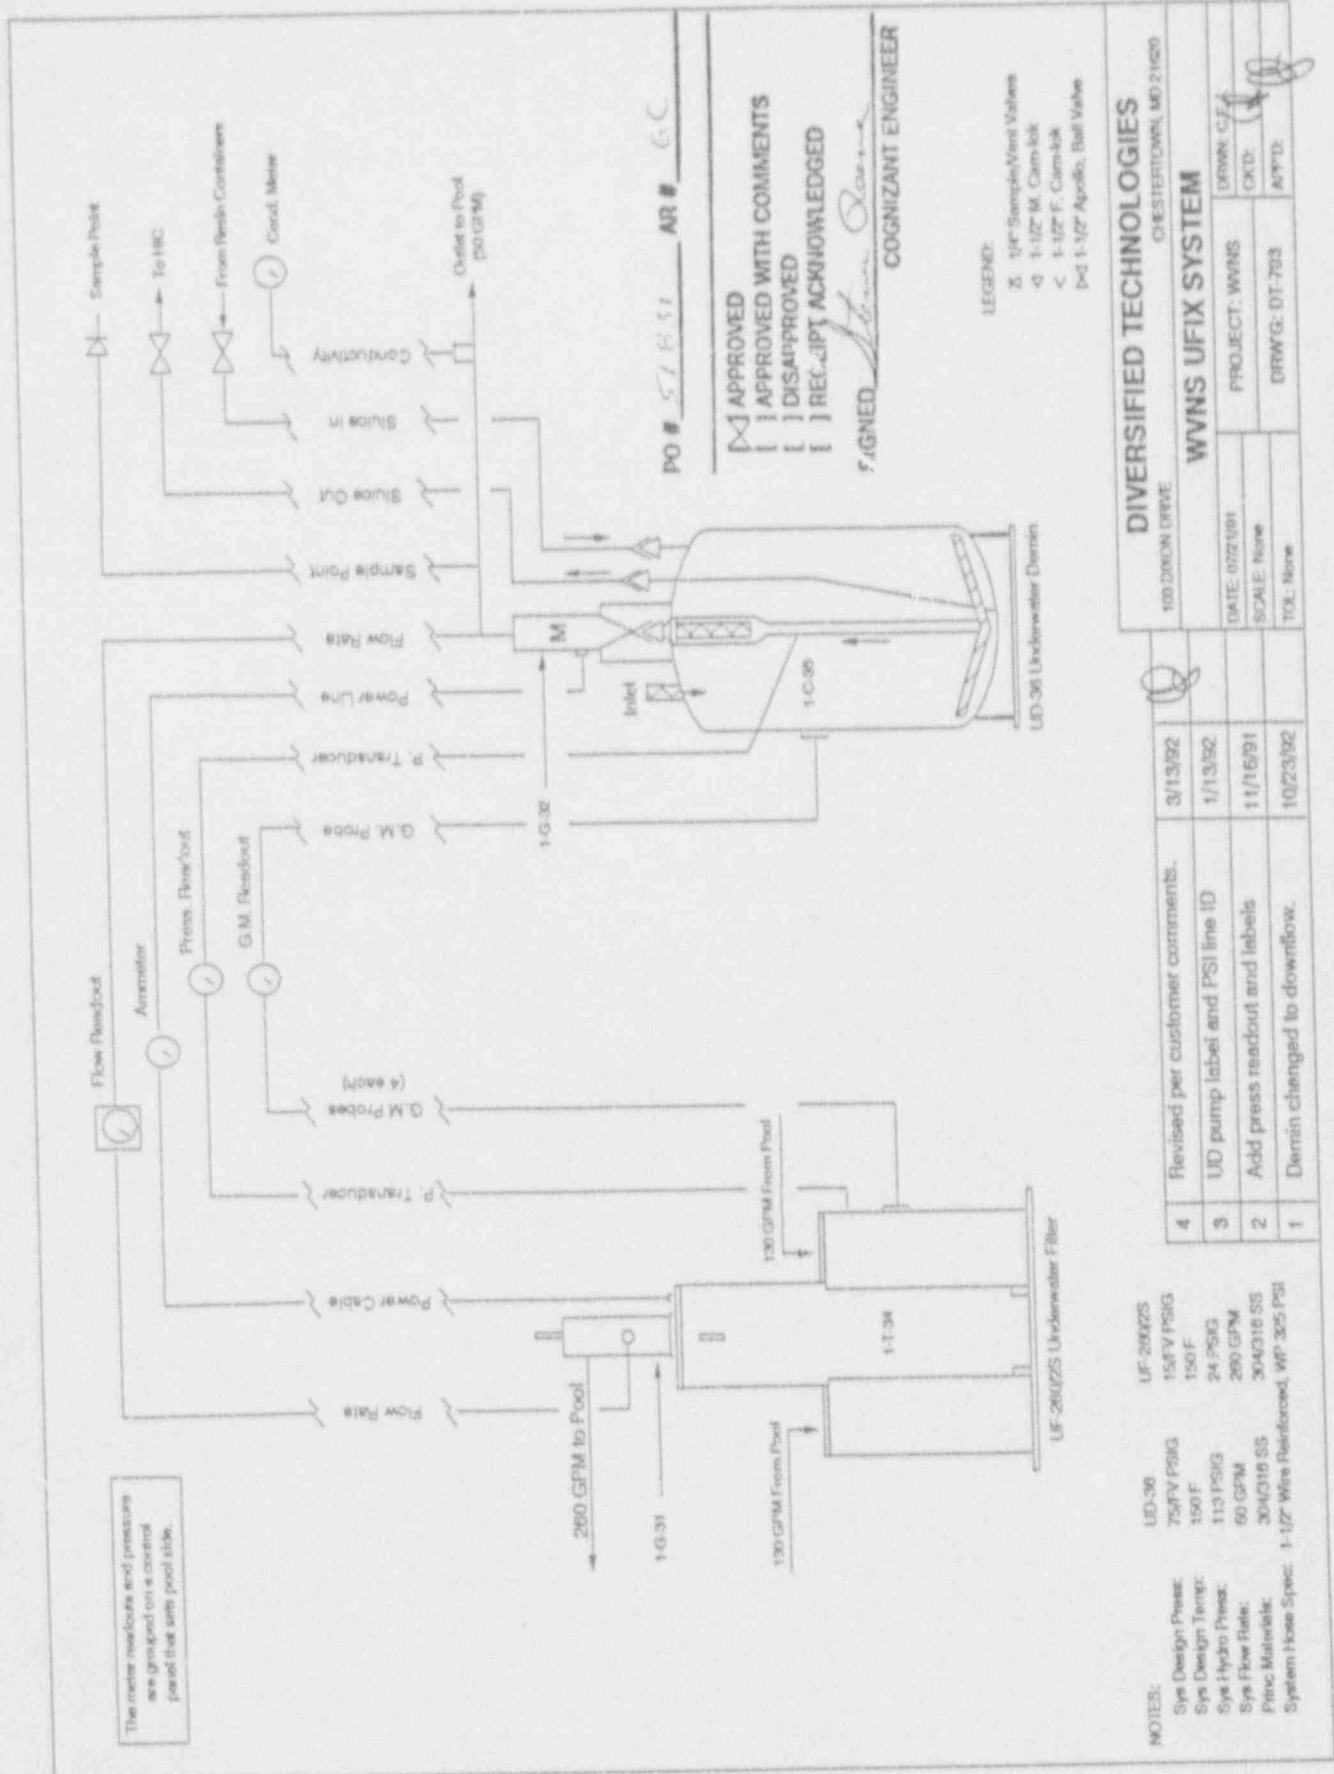 The meter readouts and pressure
are grouped on a control
panel that sets pool side.
Flow Readout
Ammeter
Press. Readout
G.M. Readout
Sample Point
To HIC
From Resin Containers
Cond. Meter
Flow Rate
Power Cable
P. Transducer
G.M Probes
(4 each)
G.M. Probe
P. Transducer
Power Line
Flow Rate
Sample Point
Sluice Out
Sluice In
Conductivity
Outlet to Pool
(50 GPM)
260 GPM to Pool
1-G-31
130 GPM From Pool
130 GPM From Pool
1-T-34
UF-260/2S Underwater Filter
1-G-32
M
Inlet
1-C-35
UD-36 Underwater Demin
PO #
AR # GC
[X] APPROVED
[ ] APPROVED WITH COMMENTS
[ ] DISAPPROVED
[ ] RECEIPT ACKNOWLEDGED
SIGNED
COGNIZANT ENGINEER
LEGEND:
1/4" Sample/Vent Valves
1-1/2" M. Cam-lok
1-1/2" F. Cam-lok
1-1/2" Apollo, Ball Valve
NOTES:
UD-36 UF-260/2S
Sys Design Press: 75/FV PSIG 15/FV PSIG
Sys Design Temp: 150 F 150 F
Sys Hydro Press: 113 PSIG 24 PSIG
Sys Flow Rate: 50 GPM 260 GPM
Princ Materials: 304/316 SS 304/316 SS
System Hose Spec: 1-1/2" Wire Reinforced, WP 325 PSI
4 Revised per customer comments. 3/13/92
3 UD pump label and PSI line ID 1/13/92
2 Add press readout and labels 11/16/91
1 Demin changed to downflow. 10/23/92
DIVERSIFIED TECHNOLOGIES
100 DIXON DRIVE CHESTERTOWN, MD 21620
WVNS UFIX SYSTEM
DATE: 07/21/91
PROJECT: WVNS
DRWN:
SCALE: None
CK'D:
TOL: None
DRW'G: DT-703
APP'D: